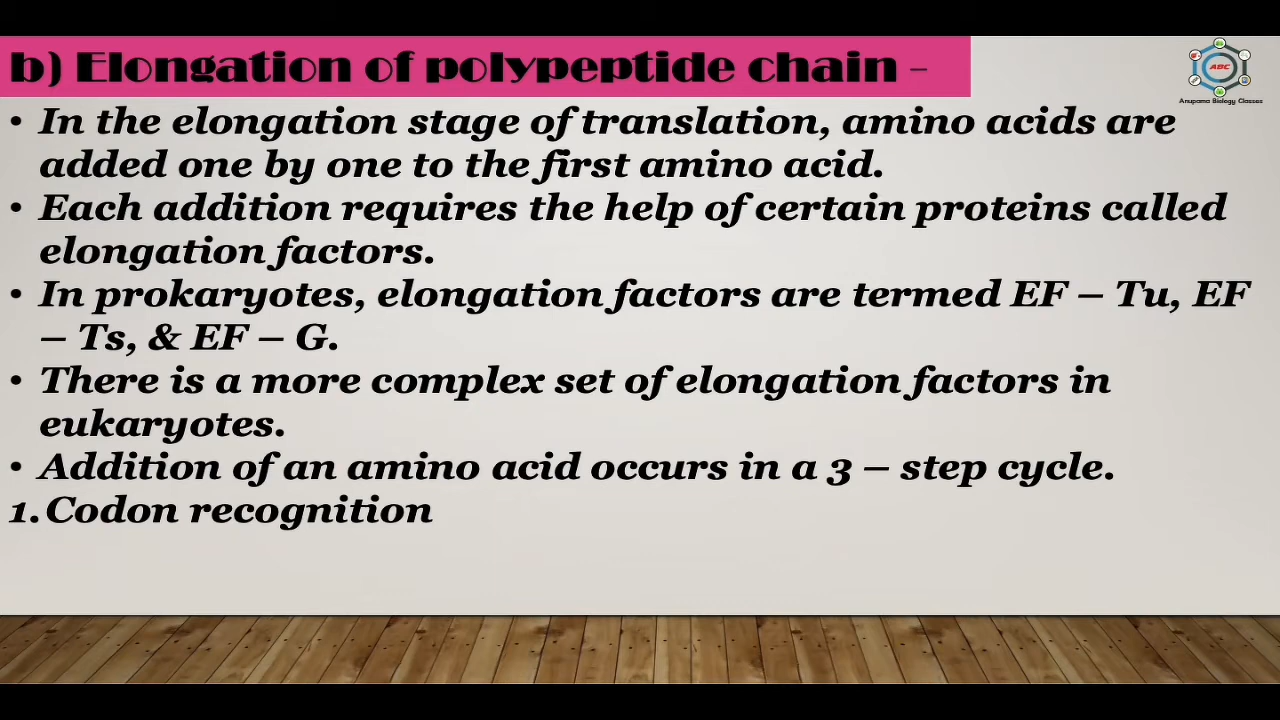 b) Elongation of polypeptide chain –
ABC
Anupama Biology Classes
• In the elongation stage of translation, amino acids are
added one by one to the first amino acid.
• Each addition requires the help of certain proteins called
elongation factors.
• In prokaryotes, elongation factors are termed EF – Tu, EF
– Ts, & EF – G.
• There is a more complex set of elongation factors in
eukaryotes.
• Addition of an amino acid occurs in a 3 – step cycle.
1. Codon recognition